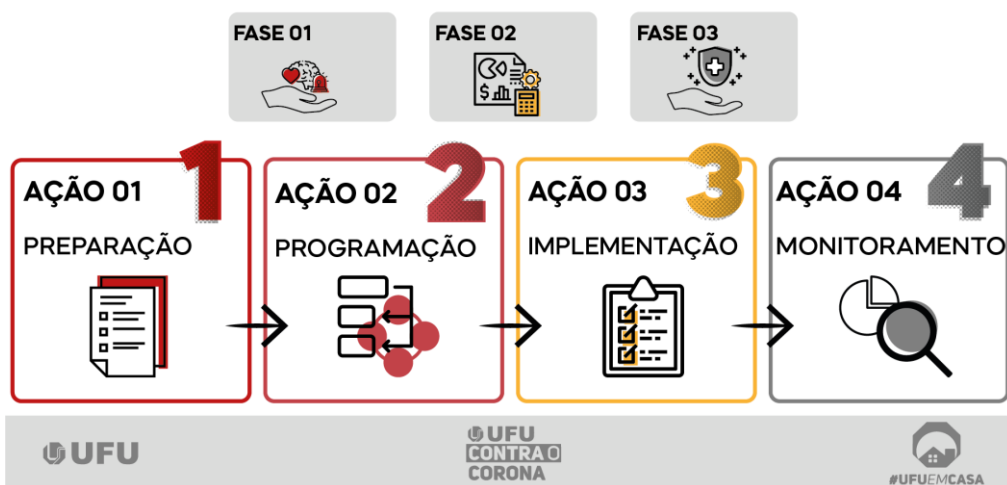 FASE 01
FASE 02
FASE 03
$
1
AÇÃO 01
PREPARAÇÃO
2
AÇÃO 02
PROGRAMAÇÃO
3
AÇÃO 03
IMPLEMENTAÇÃO
4
AÇÃO 04
MONITORAMENTO
UFU
UFU
CONTRA O
CORONA
#UFUEMCASA